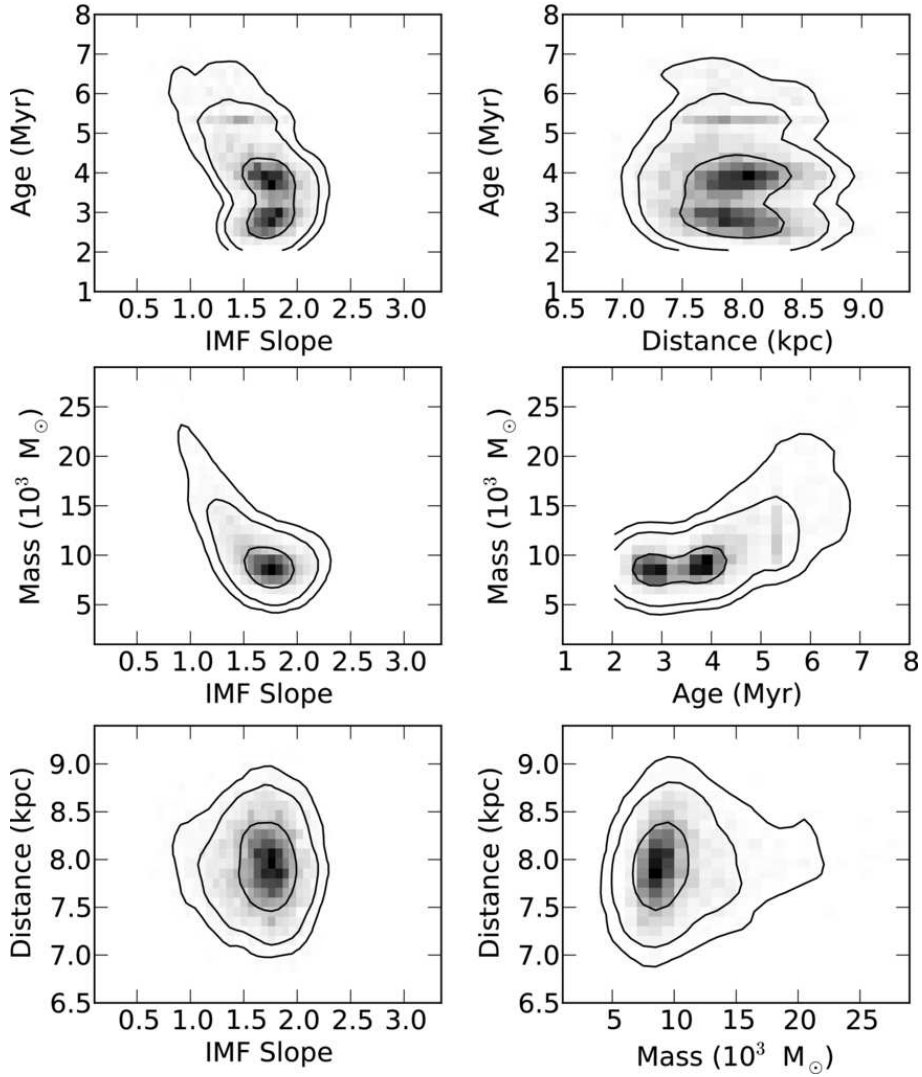 8
7
6
5
4
3
2
1
Age (Myr)
0.5 1.0 1.5 2.0 2.5 3.0
IMF Slope
8
7
6
5
4
3
2
1
Age (Myr)
6.5 7.0 7.5 8.0 8.5 9.0
Distance (kpc)
25
20
15
10
5
Mass (10³ M☉)
0.5 1.0 1.5 2.0 2.5 3.0
IMF Slope
25
20
15
10
5
Mass (10³ M☉)
1 2 3 4 5 6 7 8
Age (Myr)
9.0
8.5
8.0
7.5
7.0
6.5
Distance (kpc)
0.5 1.0 1.5 2.0 2.5 3.0
IMF Slope
9.0
8.5
8.0
7.5
7.0
6.5
Distance (kpc)
5 10 15 20 25
Mass (10³ M☉)